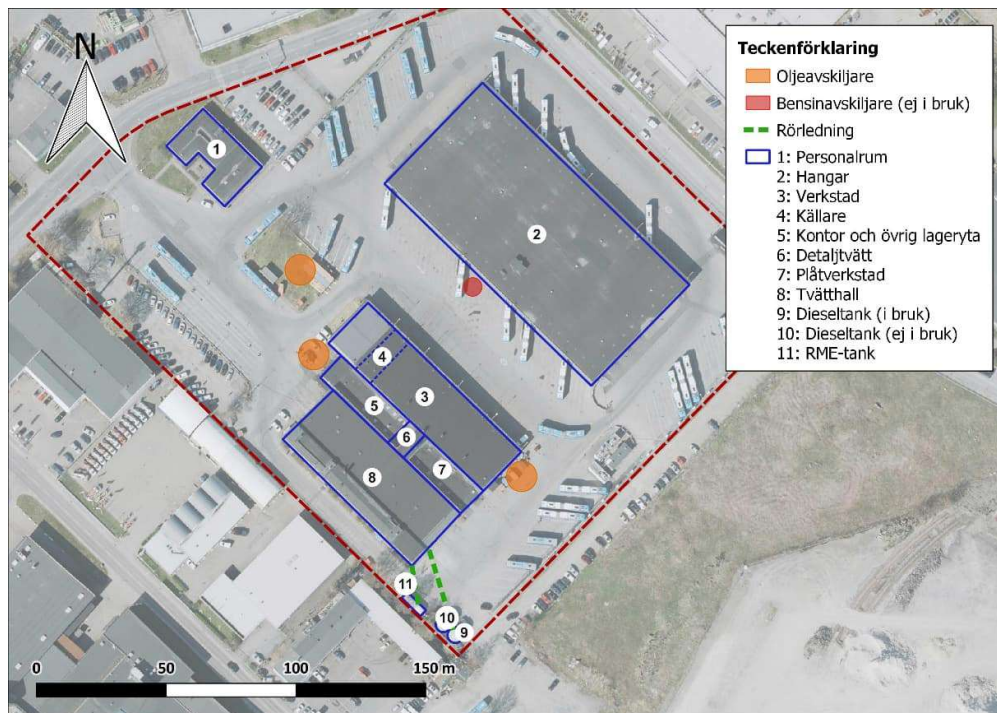 N
Teckenförklaring
Oljeavskiljare
Bensinavskiljare (ej i bruk)
Rörledning
1: Personalrum
2: Hangar
3: Verkstad
4: Källare
5: Kontor och övrig lageryta
6: Detaljtvätt
7: Plåtverkstad
8: Tvätthall
9: Dieseltank (i bruk)
10: Dieseltank (ej i bruk)
11: RME-tank
1
2
4
3
5
6
7
8
11
10
9
0 50 100 150 m